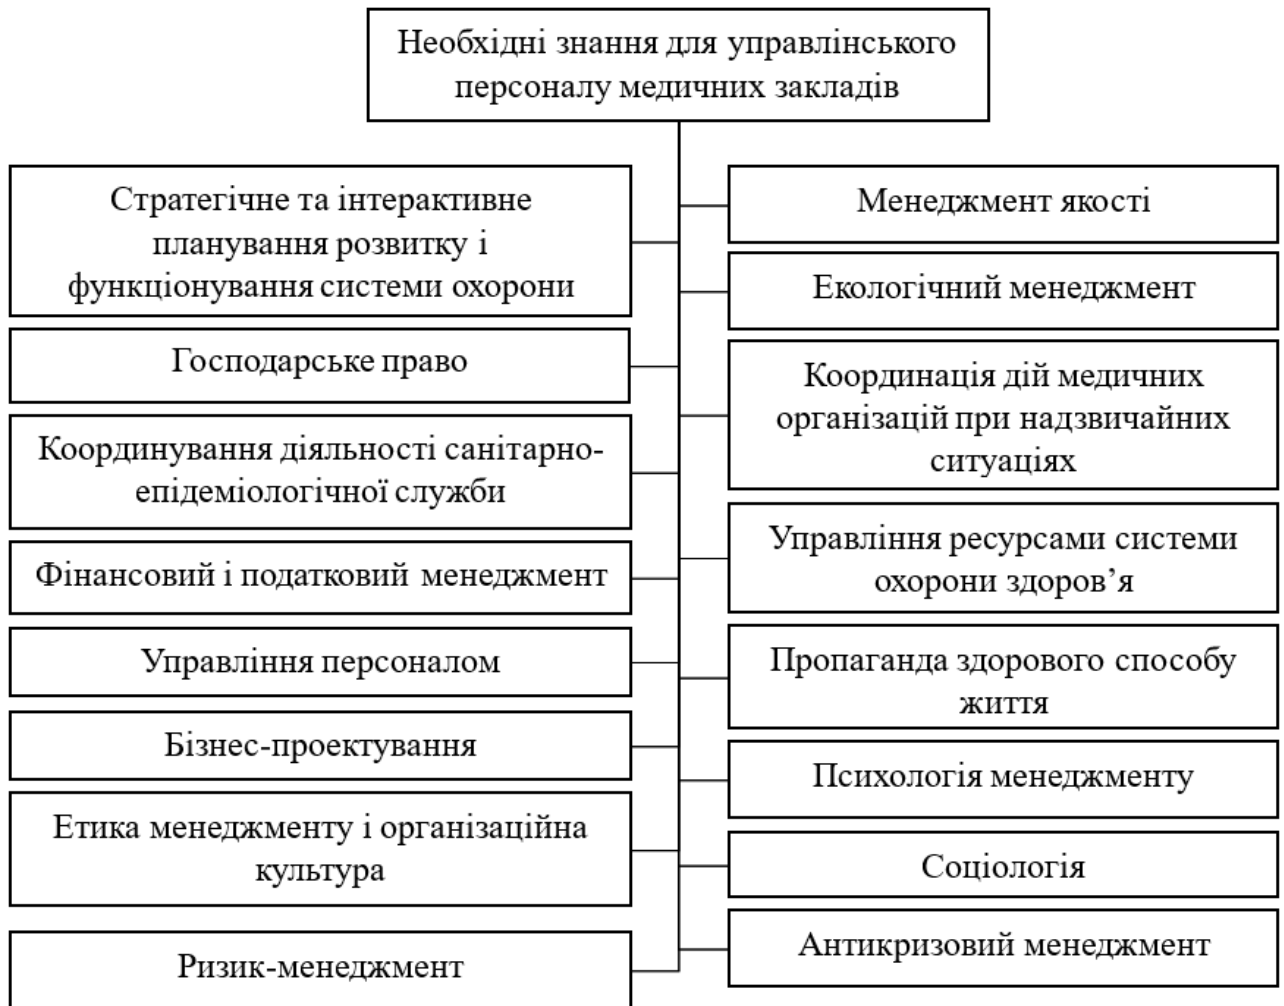 Необхідні знання для управлінського
персоналу медичних закладів
Стратегічне та інтерактивне
планування розвитку і
функціонування системи охорони
Господарське право
Координування діяльності санітарно-
епідеміологічної служби
Фінансовий і податковий менеджмент
Управління персоналом
Бізнес-проектування
Етика менеджменту і організаційна
культура
Ризик-менеджмент
Менеджмент якості
Екологічний менеджмент
Координація дій медичних
організацій при надзвичайних
ситуаціях
Управління ресурсами системи
охорони здоров’я
Пропаганда здорового способу
життя
Психологія менеджменту
Соціологія
Антикризовий менеджмент